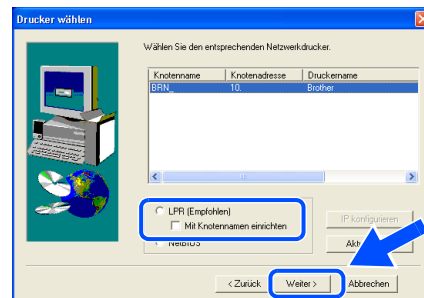 Drucker wählen
Wählen Sie den entsprechenden Netzwerkdrucker.
Knotenname Knotenadresse Druckername
BRN_ 10. Brother
LPR (Empfohlen)
Mit Knotennamen einrichten
IP konfigurieren
NetBIOS
< Zurück Weiter > Abbrechen